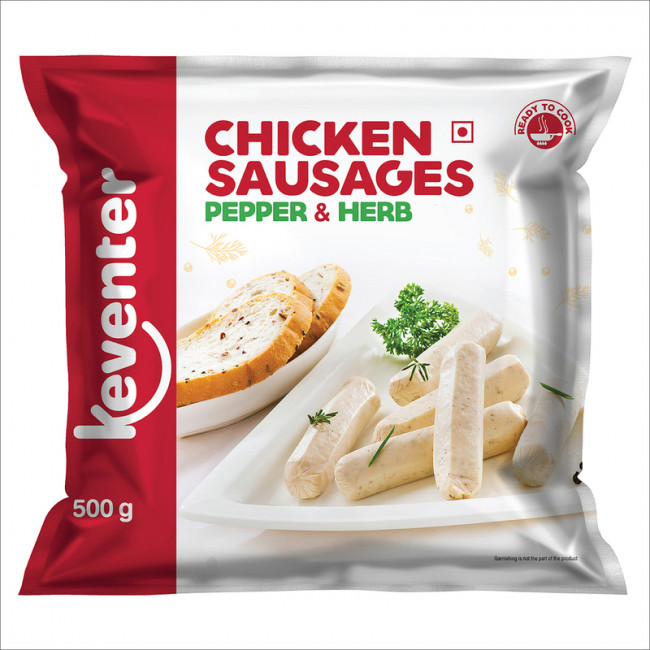 keventer
500 g
CHICKEN
SAUSAGES
PEPPER & HERB
READY TO COOK
Garnishing is not the part of the product